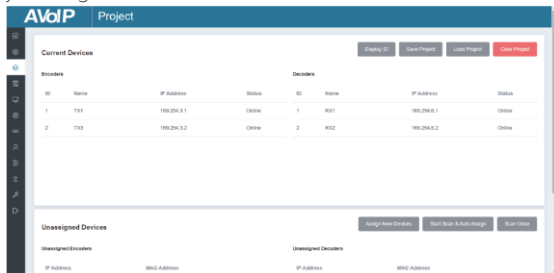 AVoIP Project
Current Devices Display ID Save Project Load Project Clear Project
Encoders Decoders
ID Name IP Address Status ID Name IP Address Status
1 TX1 169.254.3.1 Online 1 RX1 169.254.6.1 Online
2 TX3 169.254.3.2 Online 2 RX2 169.254.6.2 Online
Unassigned Devices Assign New Devices Start Scan & Auto Assign Scan Once
Unassigned Encoders Unassigned Decoders
IP Address MAC Address IP Address MAC Address